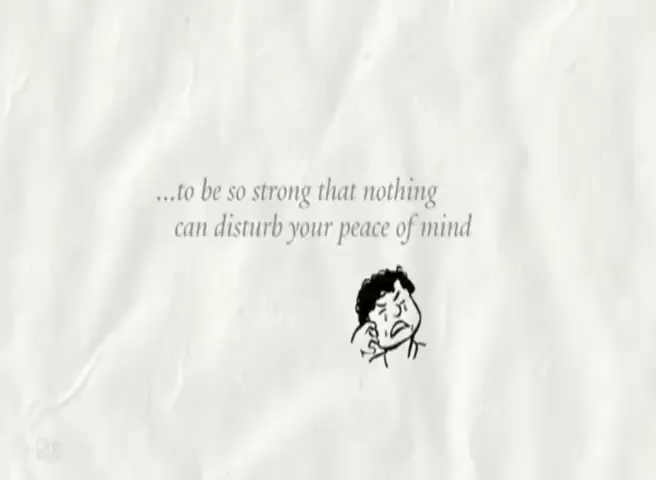 ...to be so strong that nothing
can disturb your peace of mind